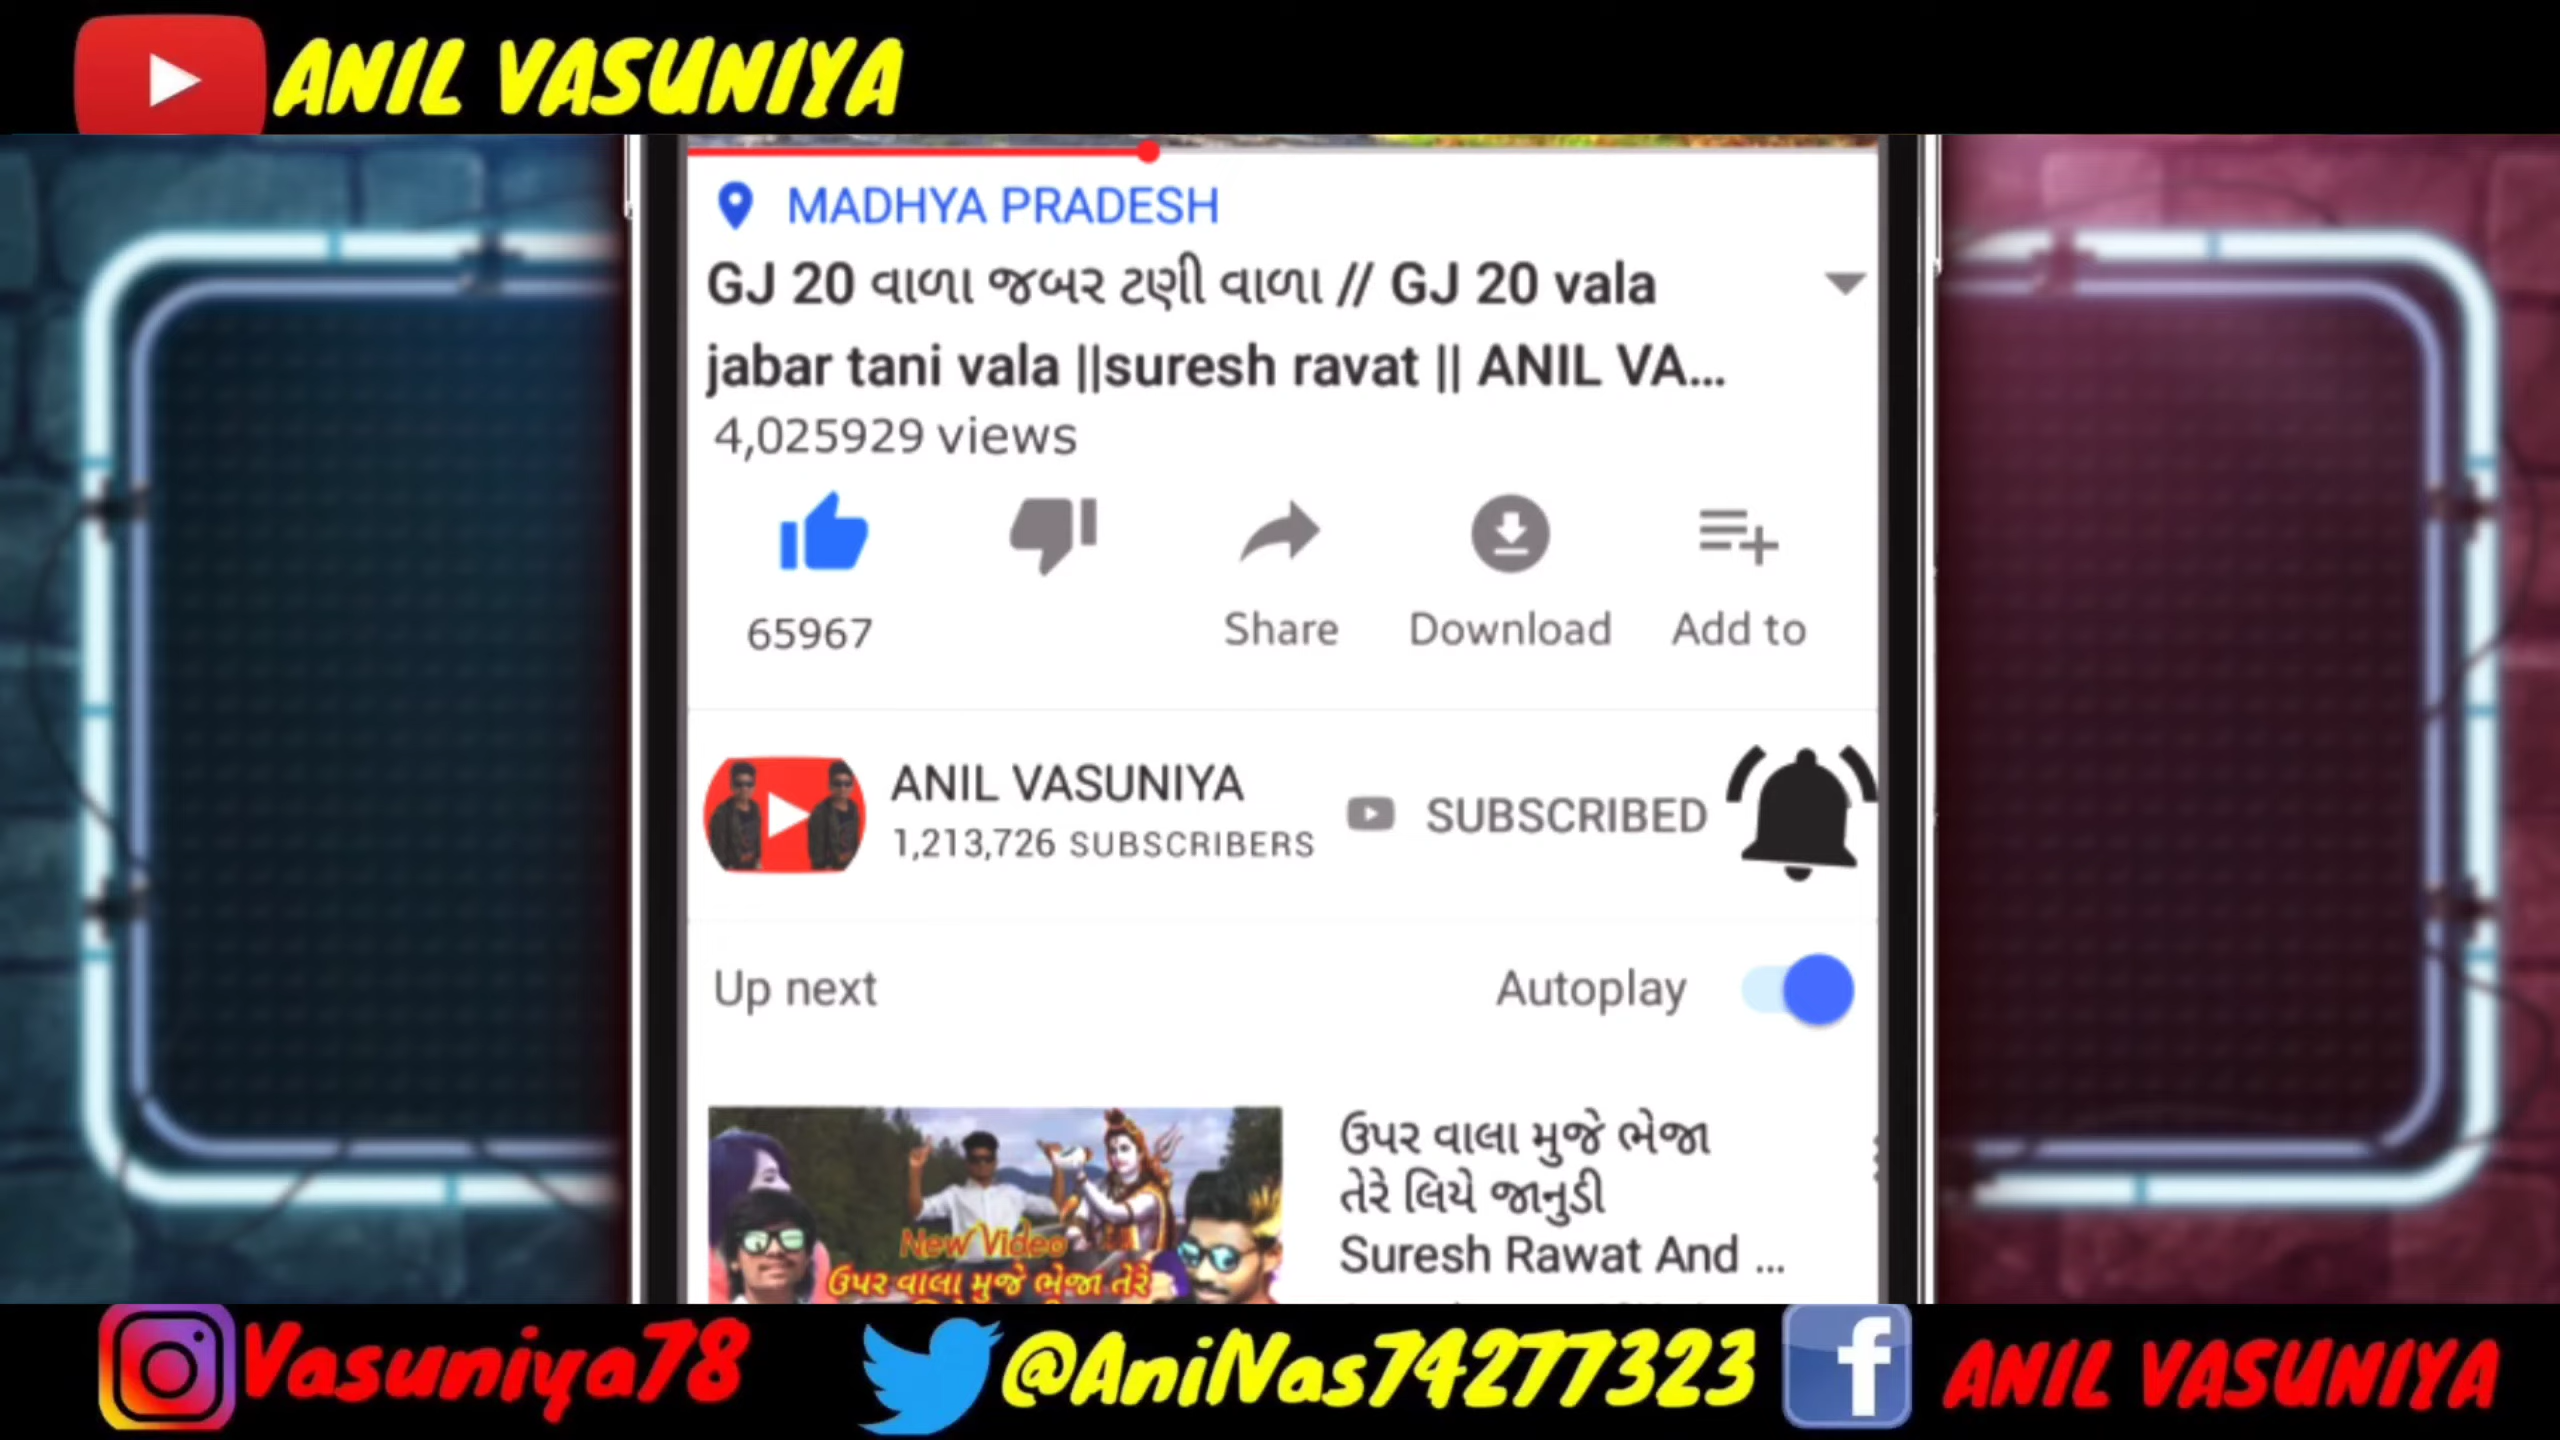 ANIL VASUNIYA
MADHYA PRADESH
GJ 20 વાળા જબર ટણી વાળા // GJ 20 vala
jabar tani vala ||suresh ravat || ANIL VA...
4,025929 views
65967
Share
Download
Add to
ANIL VASUNIYA
1,213,726 SUBSCRIBERS
SUBSCRIBED
Up next
Autoplay
ઉપર વાલા મુજે ભેજા
તેરે લિયે જાનુડી
Suresh Rawat And ...
New Video
ઉપર વાલા મુજે ભેજા તેરે
Vasuniya78
@AnilVas74277323
ANIL VASUNIYA